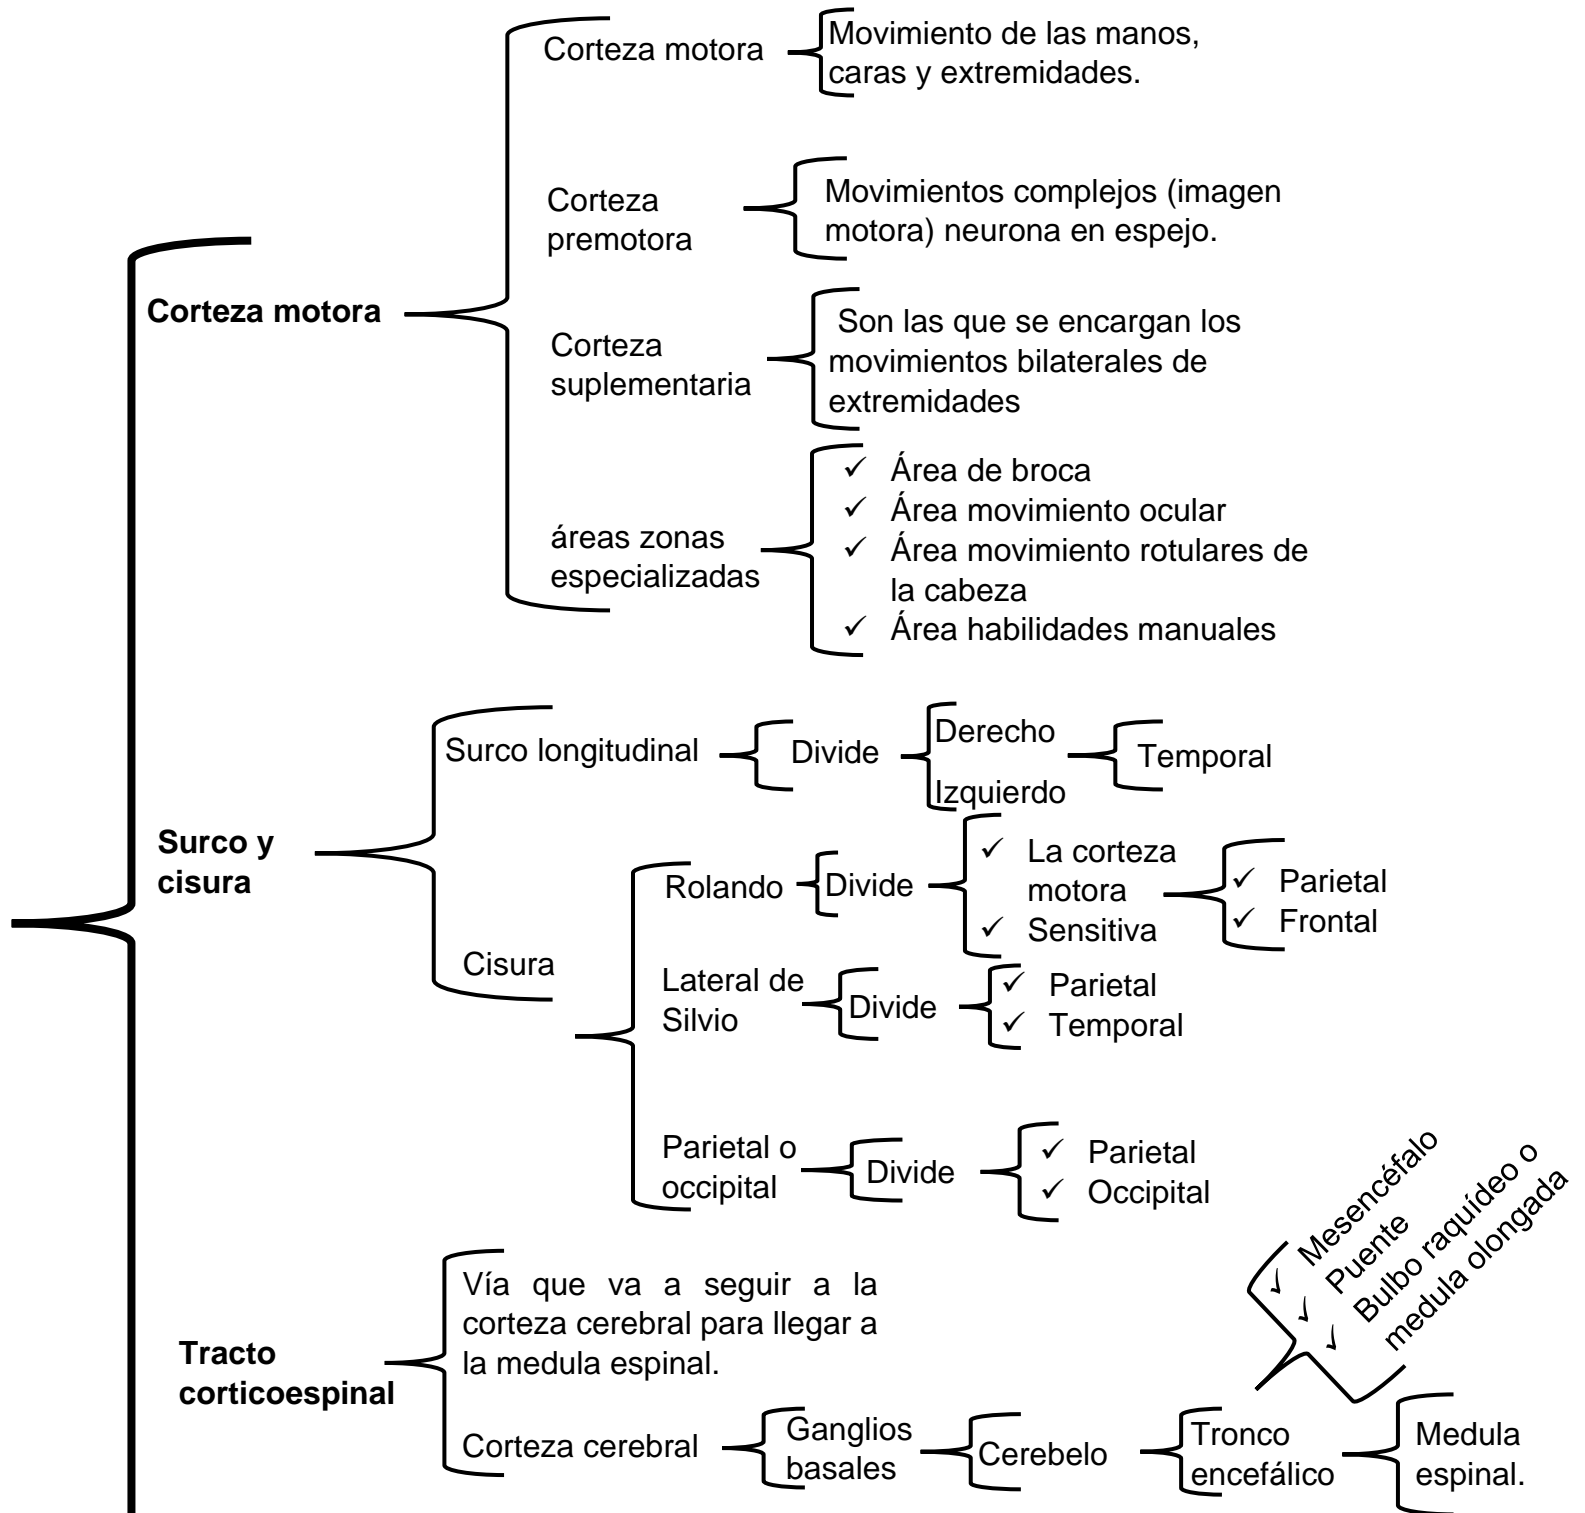 Corteza motora
Corteza motora
Movimiento de las manos,
caras y extremidades.
Corteza
premotora
Movimientos complejos (imagen
motora) neurona en espejo.
Corteza
suplementaria
Son las que se encargan los
movimientos bilaterales de
extremidades
áreas zonas
especializadas
✓ Área de broca
✓ Área movimiento ocular
✓ Área movimiento rotulares de
la cabeza
✓ Área habilidades manuales
Surco y
cisura
Surco longitudinal
Divide
Derecho
Izquierdo
Temporal
Cisura
Rolando
Divide
✓ La corteza
motora
✓ Sensitiva
✓ Parietal
✓ Frontal
Lateral de
Silvio
Divide
✓ Parietal
✓ Temporal
Parietal o
occipital
Divide
✓ Parietal
✓ Occipital
Tracto
corticoespinal
Vía que va a seguir a la
corteza cerebral para llegar a
la medula espinal.
Corteza cerebral
Ganglios
basales
Cerebelo
Tronco
encefálico
✓ Mesencéfalo
✓ Puente
✓ Bulbo raquídeo o
medula olongada
Medula
espinal.